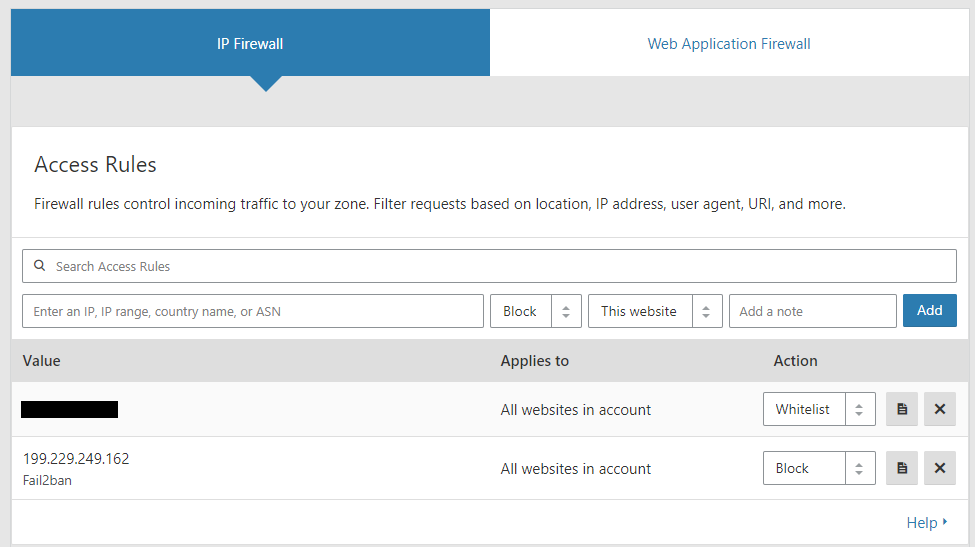 IP Firewall
Web Application Firewall
Access Rules
Firewall rules control incoming traffic to your zone. Filter requests based on location, IP address, user agent, URI, and more.
Search Access Rules
Enter an IP, IP range, country name, or ASN
Block
This website
Add a note
Add
Value
Applies to
Action
All websites in account
Whitelist
199.229.249.162
Fail2ban
All websites in account
Block
Help